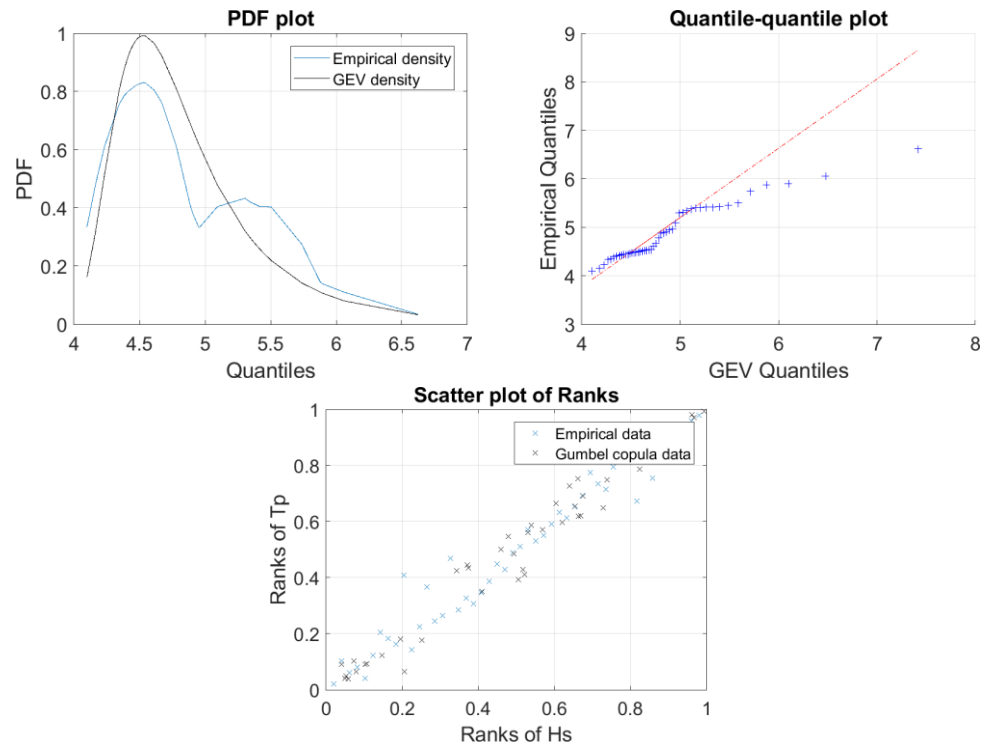 PDF plot
1
0.8
0.6
0.4
0.2
0
PDF
Empirical density
GEV density
4
4.5
5
5.5
6
6.5
7
Quantiles
Quantile-quantile plot
9
8
7
6
5
4
3
Empirical Quantiles
4
5
6
7
8
GEV Quantiles
Scatter plot of Ranks
1
0.8
0.6
0.4
0.2
0
Ranks of Tp
Empirical data
Gumbel copula data
0
0.2
0.4
0.6
0.8
1
Ranks of Hs